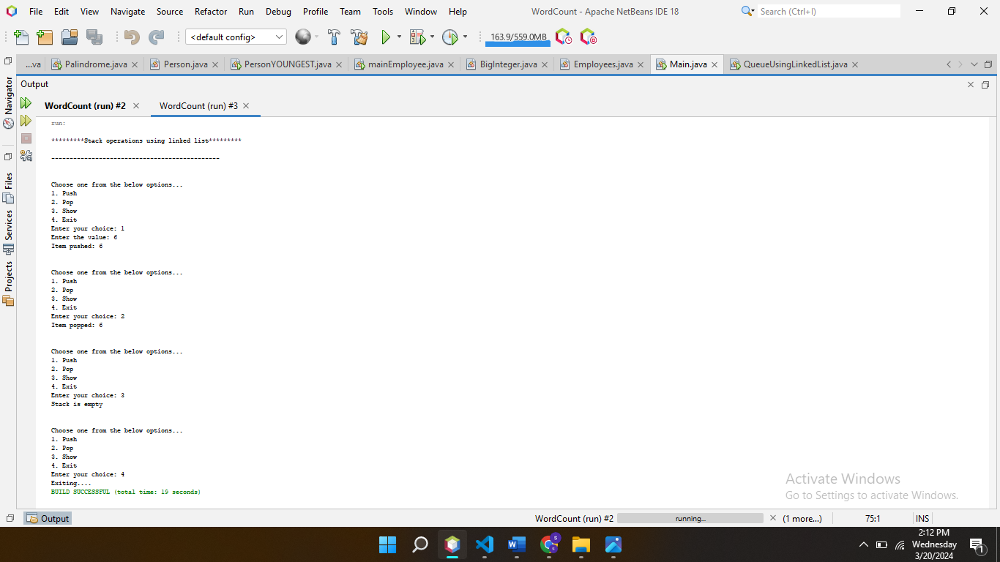 File Edit View Navigate Source Refactor Run Debug Profile Team Tools Window Help
WordCount - Apache NetBeans IDE 18
Search (Ctrl+I)
<default config>
163.9/559.0MB
...va Palindrome.java Person.java PersonYOUNGEST.java mainEmployee.java BigInteger.java Employees.java Main.java QueueUsingLinkedList.java
Output
WordCount (run) #2 WordCount (run) #3
Navigator
Files
Services
Projects
run:
*********Stack operations using linked list*********
----------------------------------------------
Choose one from the below options...
1. Push
2. Pop
3. Show
4. Exit
Enter your choice: 1
Enter the value: 6
Item pushed: 6
Choose one from the below options...
1. Push
2. Pop
3. Show
4. Exit
Enter your choice: 2
Item popped: 6
Choose one from the below options...
1. Push
2. Pop
3. Show
4. Exit
Enter your choice: 3
Stack is empty
Choose one from the below options...
1. Push
2. Pop
3. Show
4. Exit
Enter your choice: 4
Exiting....
BUILD SUCCESSFUL (total time: 19 seconds)
Activate Windows
Go to Settings to activate Windows.
Output
WordCount (run) #2 running... (1 more...) 75:1 INS
2:12 PM
Wednesday
3/20/2024